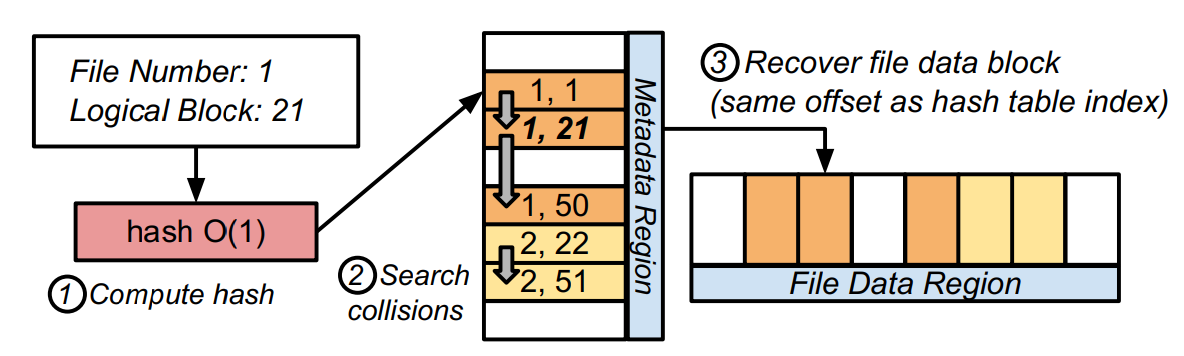 File Number: 1
Logical Block: 21
hash O(1)
1 Compute hash
2 Search
collisions
1, 1
1, 21
1, 50
2, 22
2, 51
Metadata Region
3 Recover file data block
(same offset as hash table index)
File Data Region